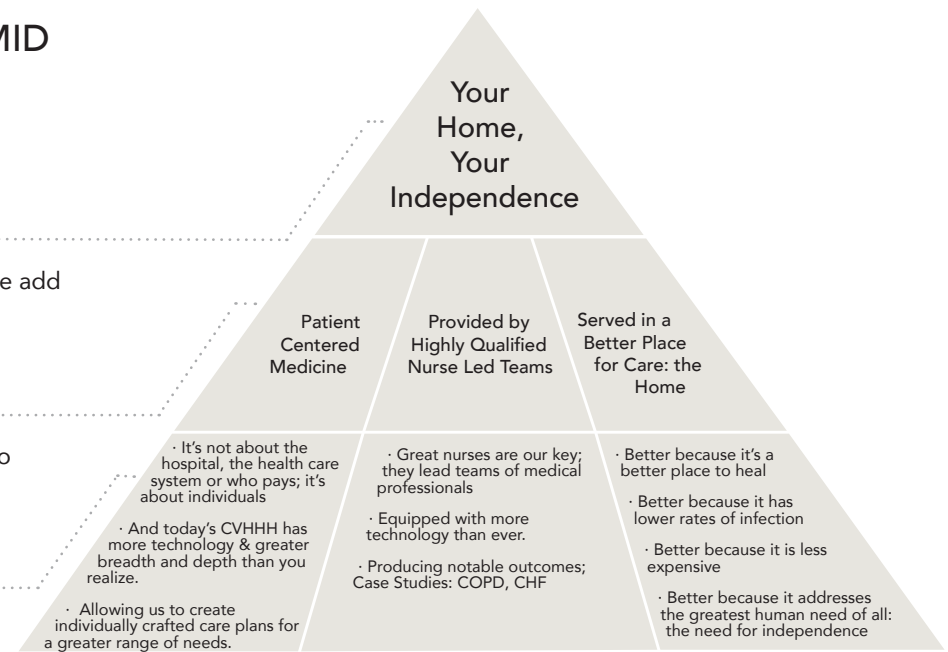 MID
Your
Home,
Your
Independence
e add
Patient
Centered
Medicine
Provided by
Highly Qualified
Nurse Led Teams
Served in a
Better Place
for Care: the
Home
o
· It's not about the
hospital, the health care
system or who pays; it's
about individuals
· And today's CVHHH has
more technology & greater
breadth and depth than you
realize.
· Allowing us to create
individually crafted care plans for
a greater range of needs.
· Great nurses are our key;
they lead teams of medical
professionals
· Equipped with more
technology than ever.
· Producing notable outcomes;
Case Studies: COPD, CHF
· Better because it's a
better place to heal
· Better because it has
lower rates of infection
· Better because it is less
expensive
· Better because it addresses
the greatest human need of all:
the need for independence